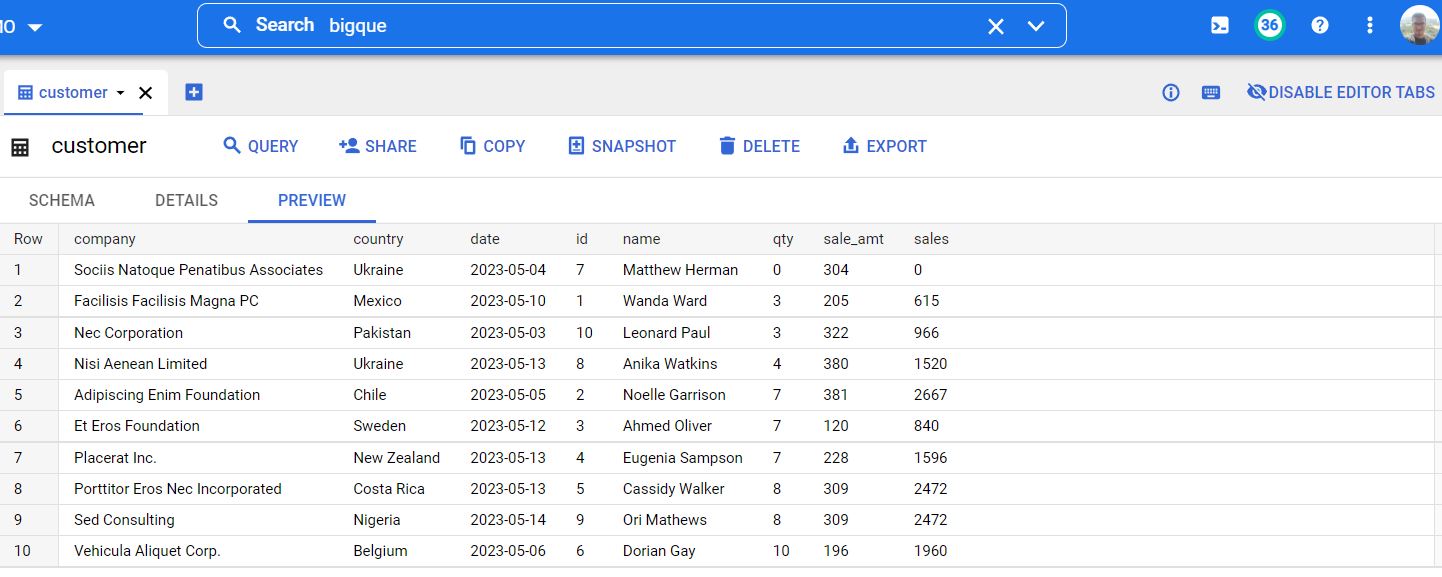 MO
Search bigque
36
customer
DISABLE EDITOR TABS
customer QUERY SHARE COPY SNAPSHOT DELETE EXPORT
SCHEMA DETAILS PREVIEW
Row company country date id name qty sale_amt sales
1 Sociis Natoque Penatibus Associates Ukraine 2023-05-04 7 Matthew Herman 0 304 0
2 Facilisis Facilisis Magna PC Mexico 2023-05-10 1 Wanda Ward 3 205 615
3 Nec Corporation Pakistan 2023-05-03 10 Leonard Paul 3 322 966
4 Nisi Aenean Limited Ukraine 2023-05-13 8 Anika Watkins 4 380 1520
5 Adipiscing Enim Foundation Chile 2023-05-05 2 Noelle Garrison 7 381 2667
6 Et Eros Foundation Sweden 2023-05-12 3 Ahmed Oliver 7 120 840
7 Placerat Inc. New Zealand 2023-05-13 4 Eugenia Sampson 7 228 1596
8 Porttitor Eros Nec Incorporated Costa Rica 2023-05-13 5 Cassidy Walker 8 309 2472
9 Sed Consulting Nigeria 2023-05-14 9 Ori Mathews 8 309 2472
10 Vehicula Aliquet Corp. Belgium 2023-05-06 6 Dorian Gay 10 196 1960